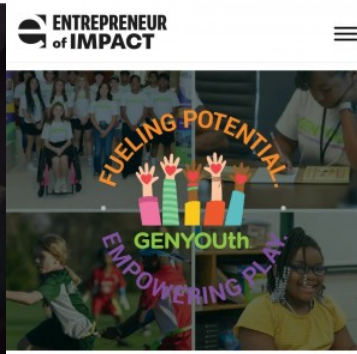 ENTREPRENEUR
of IMPACT
FUELING POTENTIAL.
GENYOUth
EMPOWERING PLAY.